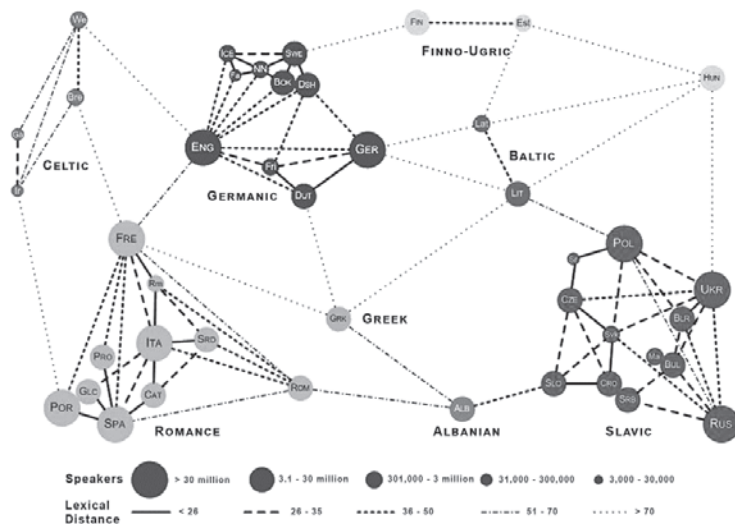 We
Bre
Ga
Ir
CELTIC
ICE
SWE
Fa
NN
BOK
DSH
ENG
GER
Fri
DUT
GERMANIC
FIN
Est
FINNO-UGRIC
HUN
Lat
BALTIC
LIT
FRE
ITA
SRD
PRO
GLC
CAT
POR
SPA
ROM
ROMANCE
GRK
GREEK
ALB
ALBANIAN
POL
UKR
CZE
BLR
BUL
SLO
CRO
SRB
RUS
SLAVIC
Speakers
> 30 million
3.1 - 30 million
301,000 - 3 million
31,000 - 300,000
3,000 - 30,000
Lexical
Distance
< 26
26 - 35
36 - 50
51 - 70
> 70